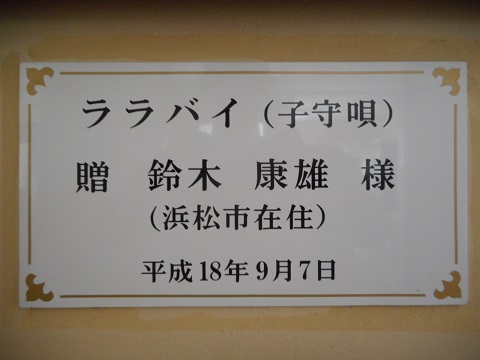 ララバイ（子守唄）
贈　鈴木　康雄　様
（浜松市在住）
平成18年9月7日